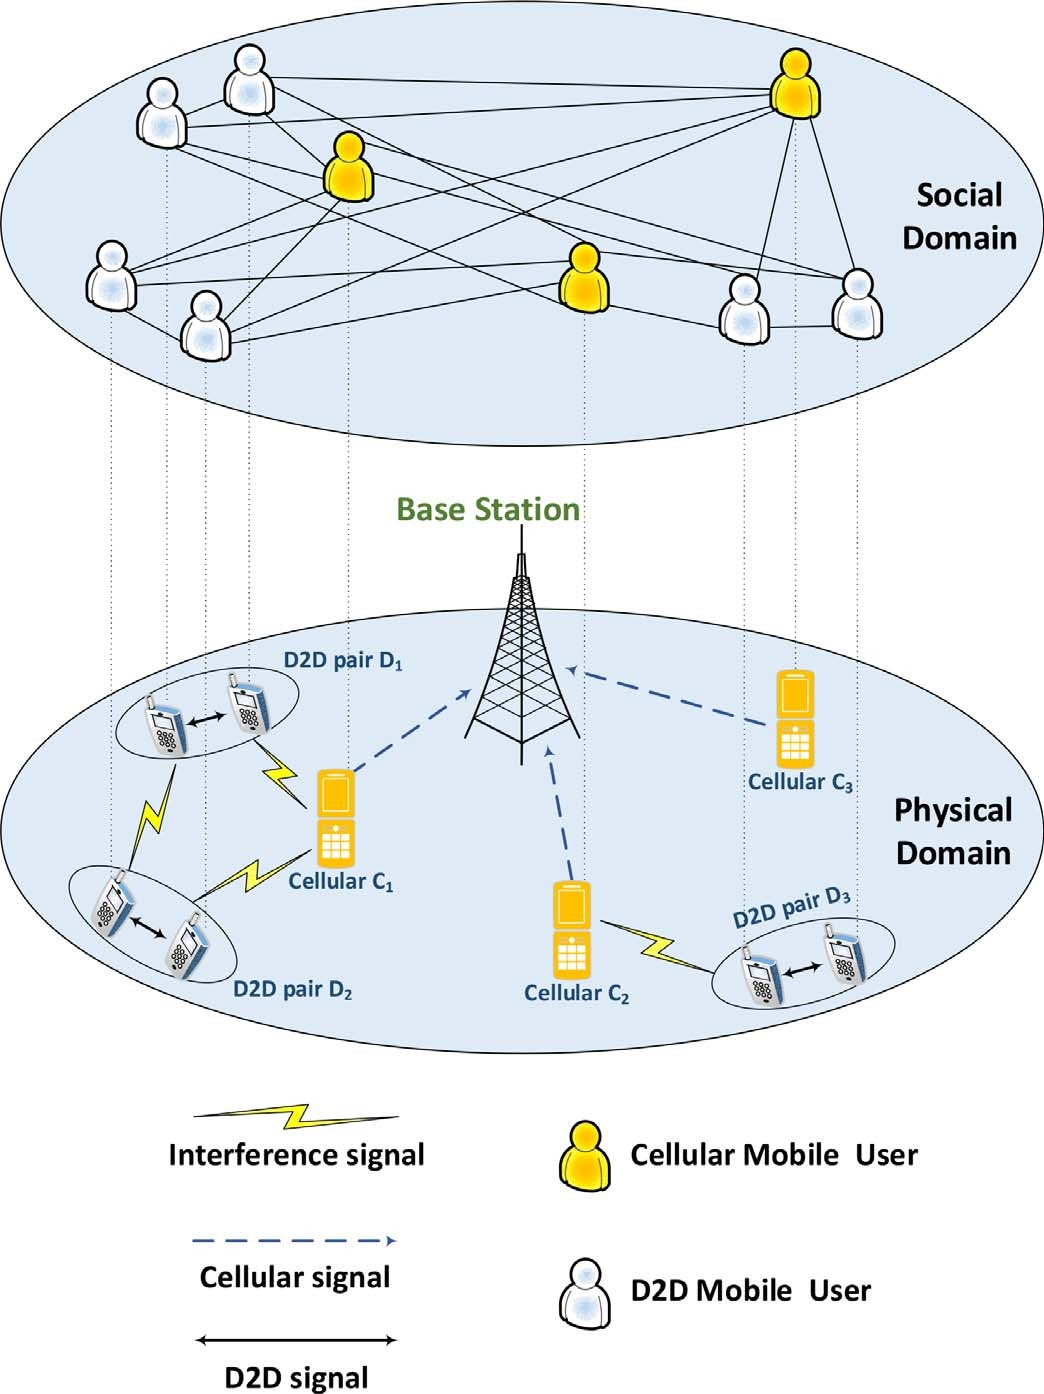 Social
Domain
Base Station
D2D pair D1
Cellular C3
Physical
Domain
Cellular C1
D2D pair D3
D2D pair D2
Cellular C2
Interference signal
Cellular Mobile User
Cellular signal
D2D Mobile User
D2D signal